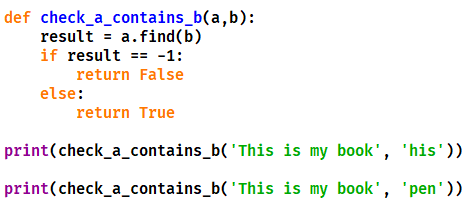 def check_a_contains_b(a,b):
    result = a.find(b)
    if result == -1:
        return False
    else:
        return True
print(check_a_contains_b('This is my book', 'his'))
print(check_a_contains_b('This is my book', 'pen'))